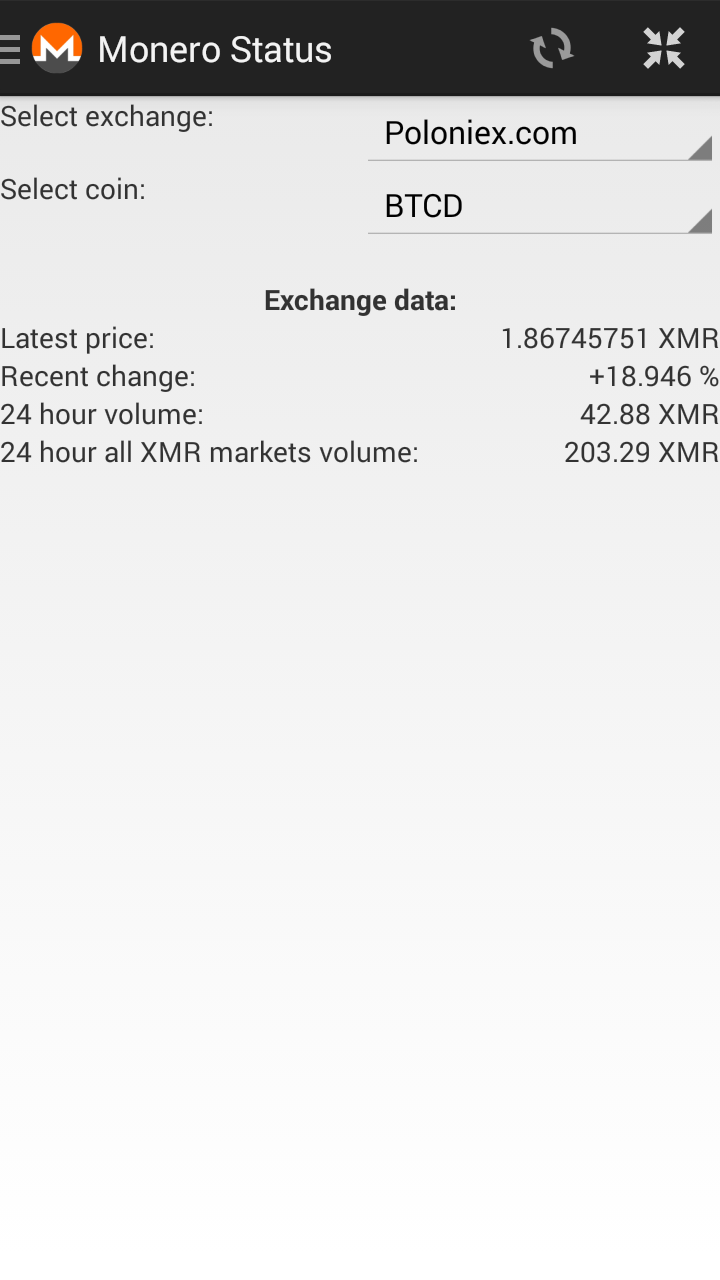 Monero Status
Select exchange:
Poloniex.com
Select coin:
BTCD
Exchange data:
Latest price: 1.86745751 XMR
Recent change: +18.946 %
24 hour volume: 42.88 XMR
24 hour all XMR markets volume: 203.29 XMR